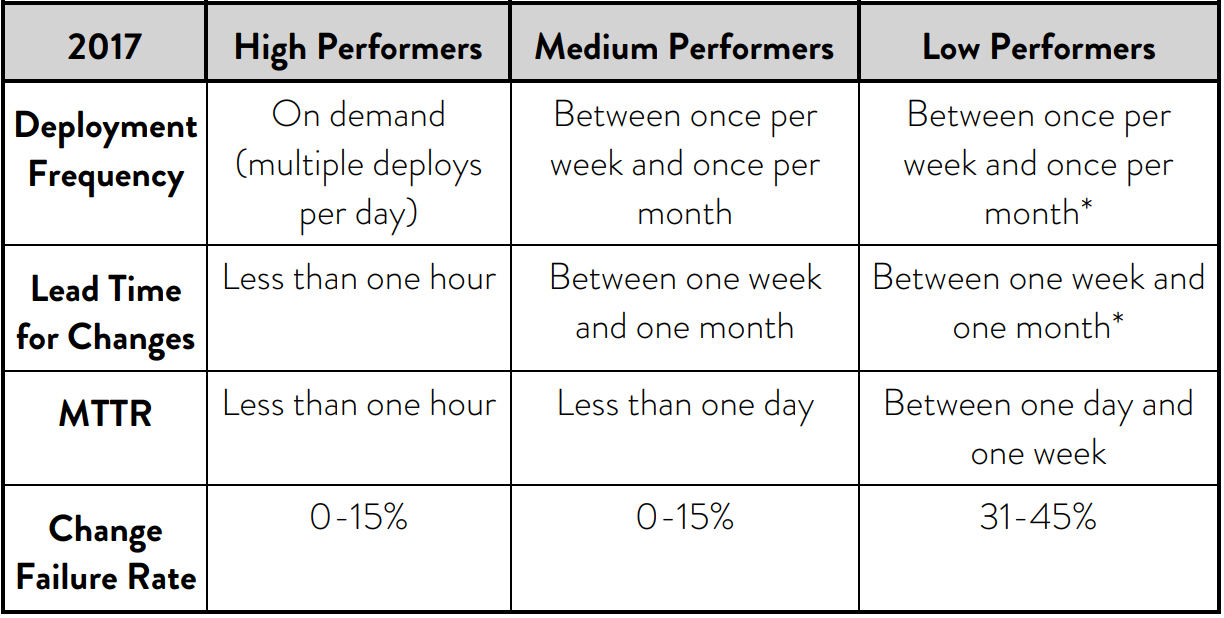 2017 High Performers Medium Performers Low Performers
Deployment
Frequency
On demand
(multiple deploys
per day)
Between once per
week and once per
month
Between once per
week and once per
month*
Lead Time
for Changes
Less than one hour
Between one week
and one month
Between one week and
one month*
MTTR
Less than one hour
Less than one day
Between one day and
one week
Change
Failure Rate
0-15%
0-15%
31-45%